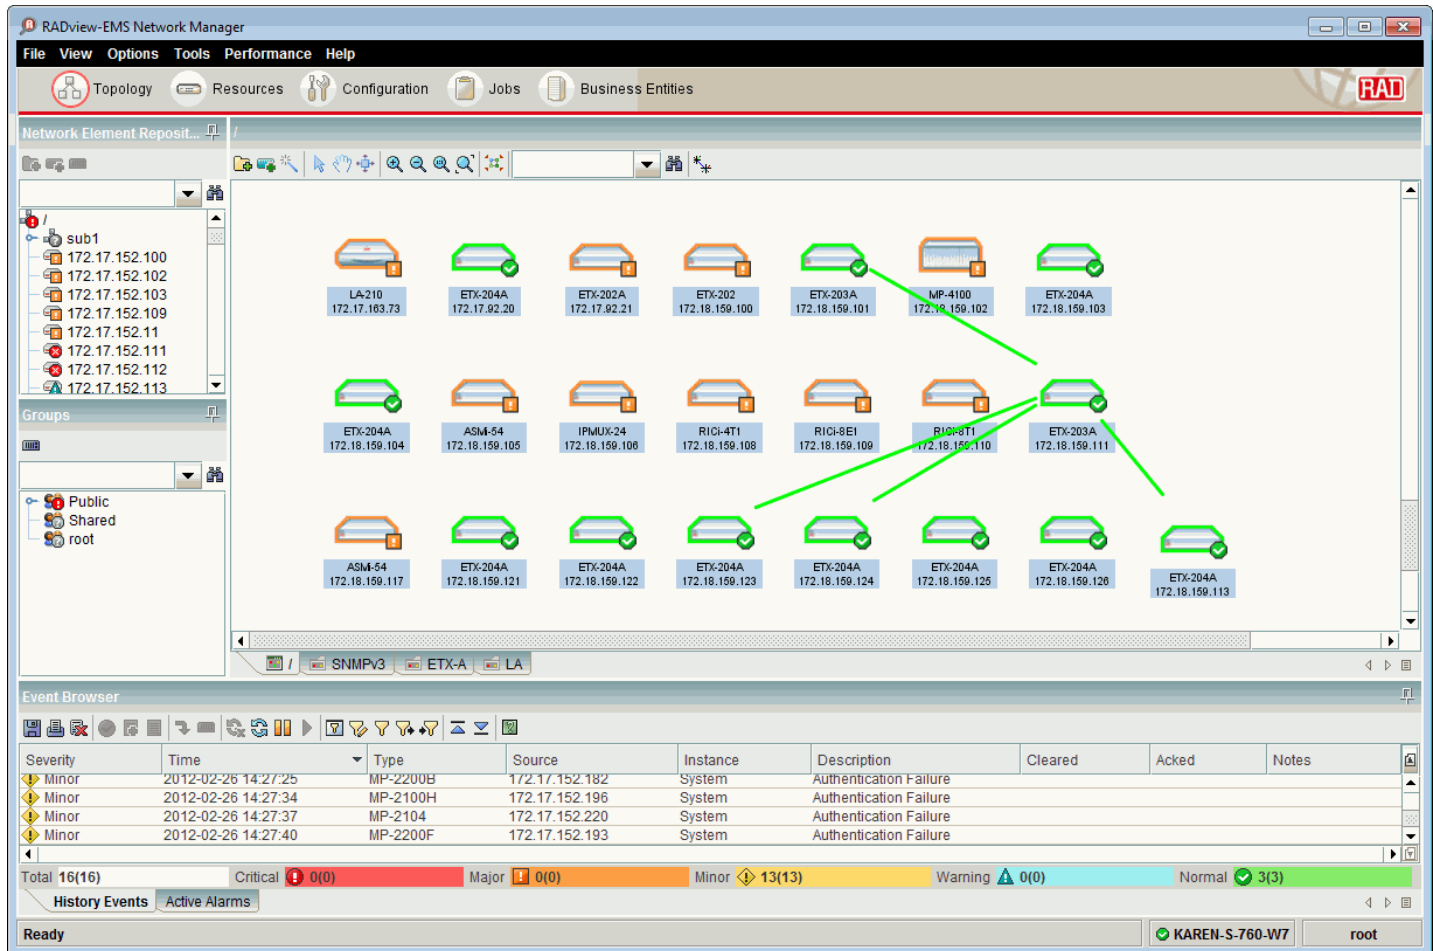 RADview-EMS Network Manager
File View Options Tools Performance Help
Topology Resources Configuration Jobs Business Entities
RAD
Network Element Reposit...
/
/
sub1
172.17.152.100
172.17.152.102
172.17.152.103
172.17.152.109
172.17.152.11
172.17.152.111
172.17.152.112
172.17.152.113
Groups
Public
Shared
root
LA-210
172.17.163.73
ETX-204A
172.17.92.20
ETX-202A
172.17.92.21
ETX-202
172.18.159.100
ETX-203A
172.18.159.101
MP-4100
172.18.159.102
ETX-204A
172.18.159.103
ETX-204A
172.18.159.104
ASMi-54
172.18.159.105
IPMUX-24
172.18.159.106
RICi-4T1
172.18.159.108
RICi-8E1
172.18.159.109
RICi-8T1
172.18.159.110
ETX-203A
172.18.159.111
ASMi-54
172.18.159.117
ETX-204A
172.18.159.121
ETX-204A
172.18.159.122
ETX-204A
172.18.159.123
ETX-204A
172.18.159.124
ETX-204A
172.18.159.125
ETX-204A
172.18.159.126
ETX-204A
172.18.159.113
/ SNMPv3 ETX-A LA
Event Browser
Severity Time Type Source Instance Description Cleared Acked Notes
Minor 2012-02-26 14:27:25 MP-2200B 172.17.152.182 System Authentication Failure
Minor 2012-02-26 14:27:34 MP-2100H 172.17.152.196 System Authentication Failure
Minor 2012-02-26 14:27:37 MP-2104 172.17.152.220 System Authentication Failure
Minor 2012-02-26 14:27:40 MP-2200F 172.17.152.193 System Authentication Failure
Total 16(16) Critical 0(0) Major 0(0) Minor 13(13) Warning 0(0) Normal 3(3)
History Events Active Alarms
Ready KAREN-S-760-W7 root